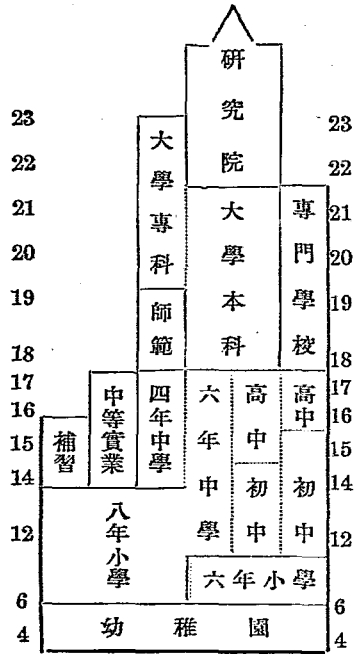 研究院
大學專科
大學本科
專門學校
師範
補習
中等實業
四年中學
六年中學
高中
初中
高中
初中
八年小學
六年小學
幼稚園
23
22
21
20
19
18
17
16
15
14
12
6
4
23
22
21
20
19
18
17
16
15
14
12
6
4